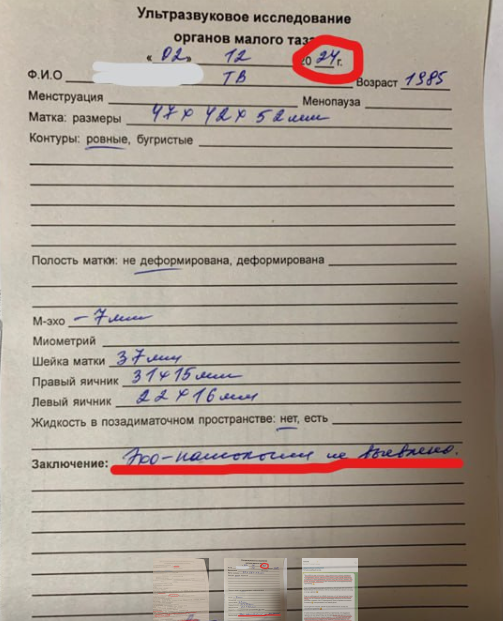 Ультразвуковое исследование
органов малого таза
« 02 » 12 20 24 г.
Ф.И.О ТВ Возраст 1985
Менструация Менопауза
Матка: размеры 47 х 42 х 52 мм
Контуры: ровные, бугристые
Полость матки: не деформирована, деформирована
М-эхо - 7 мм
Миометрий
Шейка матки 37 мм
Правый яичник 31 х 15 мм
Левый яичник 22 х 16 мм
Жидкость в позадиматочном пространстве: нет, есть
Заключение: Эхо-патологии не выявлено.